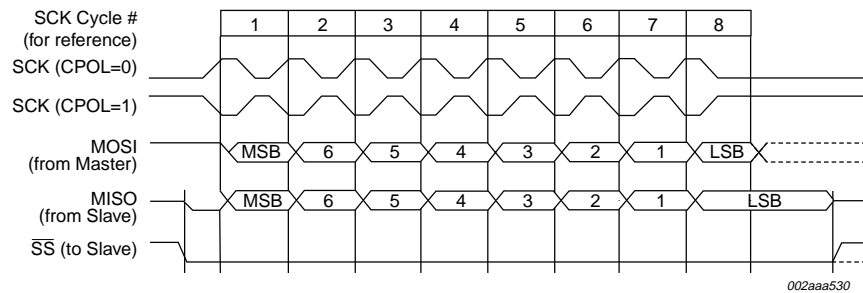 SCK Cycle #
(for reference)
1 2 3 4 5 6 7 8
SCK (CPOL=0)
SCK (CPOL=1)
MOSI
(from Master)
MSB 6 5 4 3 2 1 LSB
MISO
(from Slave)
MSB 6 5 4 3 2 1 LSB
SS (to Slave)
002aaa530